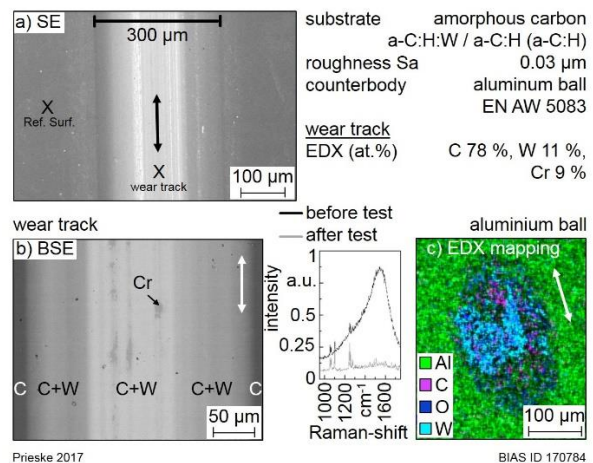 a) SE
300 µm
X
Ref. Surf.
X
wear track
100 µm
substrate amorphous carbon
a-C:H:W / a-C:H (a-C:H)
roughness Sa 0.03 µm
counterbody aluminum ball
EN AW 5083
wear track
EDX (at.%) C 78 %, W 11 %,
Cr 9 %
wear track
b) BSE
Cr
C C+W C+W C+W C
50 µm
before test
after test
intensity
1
a.u.
0.5
0.25
0
1000
1200
cm⁻¹
1600
Raman-shift
aluminium ball
c) EDX mapping
Al
C
O
W
100 µm
Prieske 2017
BIAS ID 170784